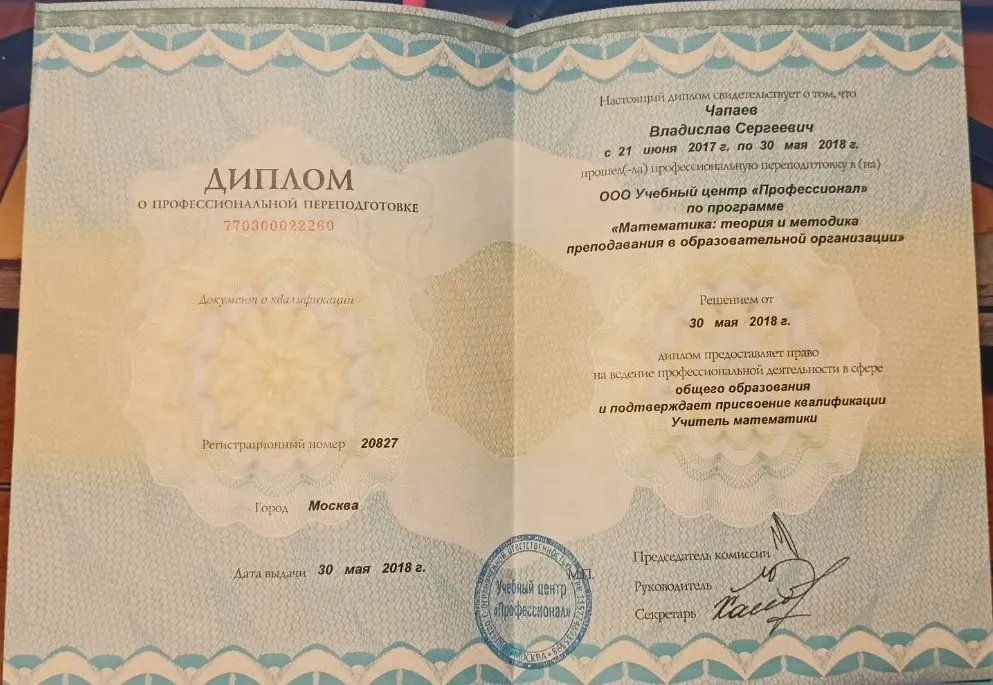 ДИПЛОМ
О ПРОФЕССИОНАЛЬНОЙ ПЕРЕПОДГОТОВКЕ
770300022260
Документ о квалификации
Регистрационный номер 20827
Город Москва
Дата выдачи 30 мая 2018 г.
Настоящий диплом свидетельствует о том, что
Чапаев
Владислав Сергеевич
с 21 июня 2017 г. по 30 мая 2018 г.
прошел(-ла) профессиональную переподготовку в (на)
ООО Учебный центр «Профессионал»
по программе
«Математика: теория и методика
преподавания в образовательной организации»
Решением от
30 мая 2018 г.
диплом предоставляет право
на ведение профессиональной деятельности в сфере
общего образования
и подтверждает присвоение квалификации
Учитель математики
М.П.
Председатель комиссии
Руководитель
Секретарь
Учебный центр
«Профессионал»
МОСКВА